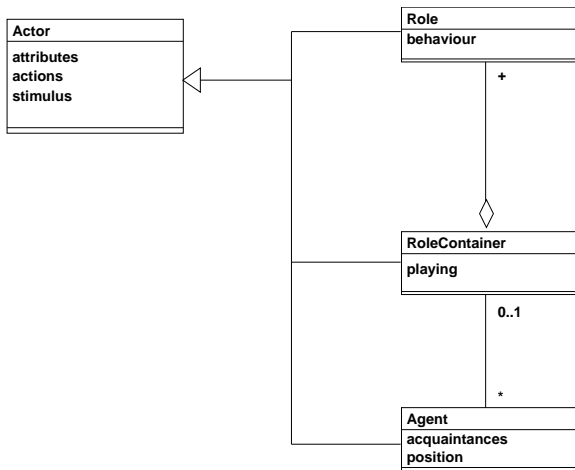 Actor
attributes
actions
stimulus
Role
behaviour
+
RoleContainer
playing
0..1
*
Agent
acquaintances
position